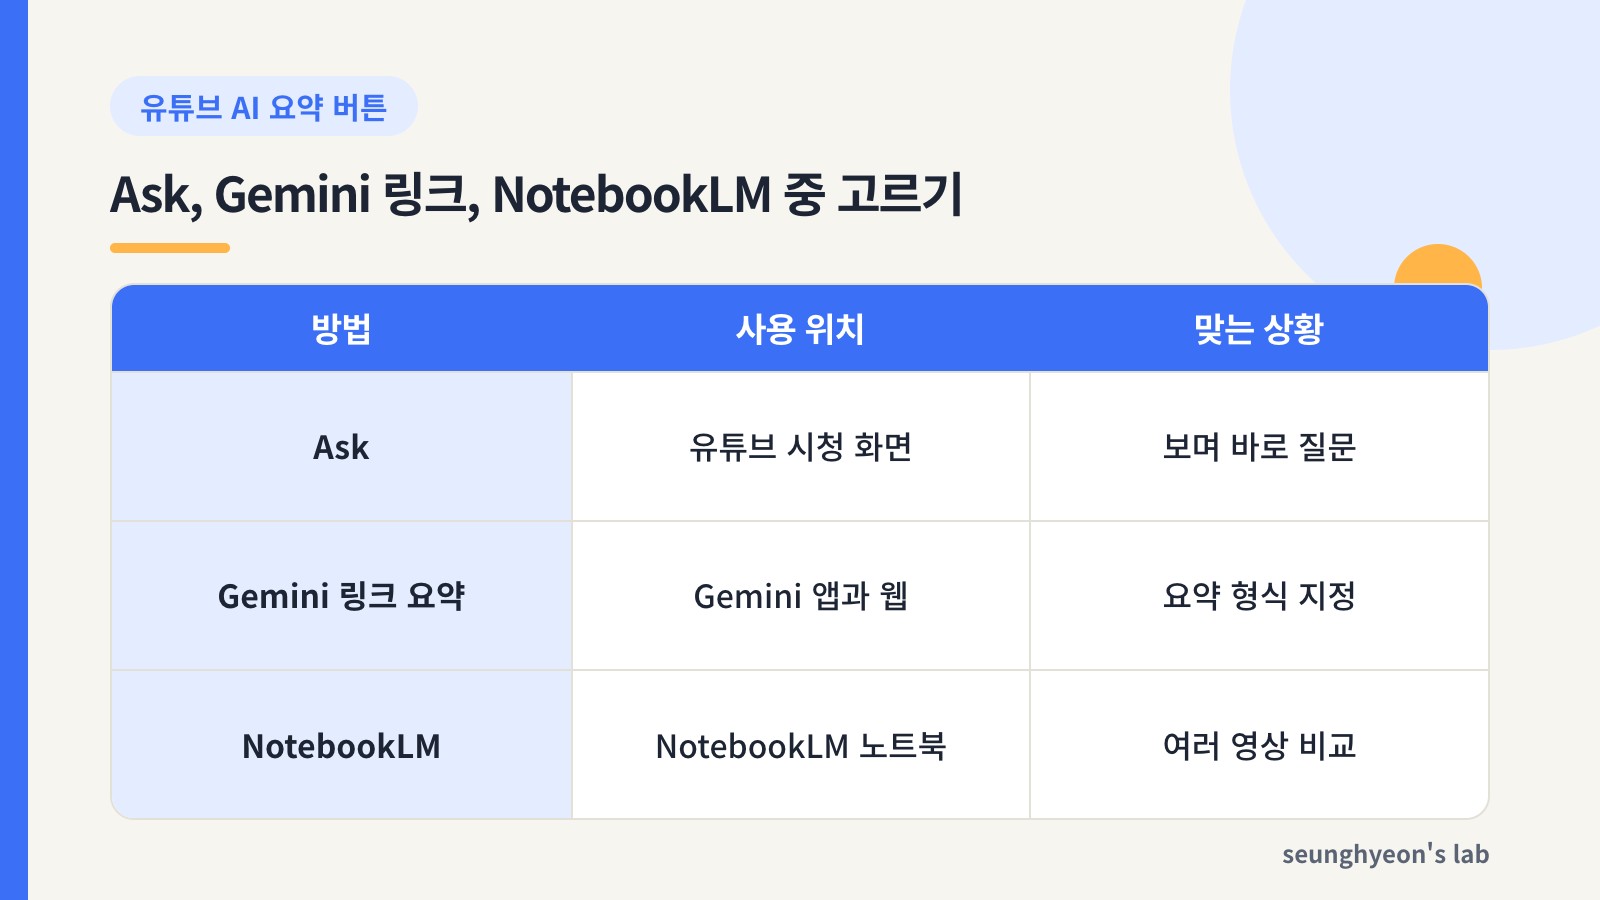 유튜브 AI 요약 버튼
Ask, Gemini 링크, NotebookLM 중 고르기
방법 사용 위치 맞는 상황
Ask 유튜브 시청 화면 보며 바로 질문
Gemini 링크 요약 Gemini 앱과 웹 요약 형식 지정
NotebookLM NotebookLM 노트북 여러 영상 비교
seunghyeon's lab